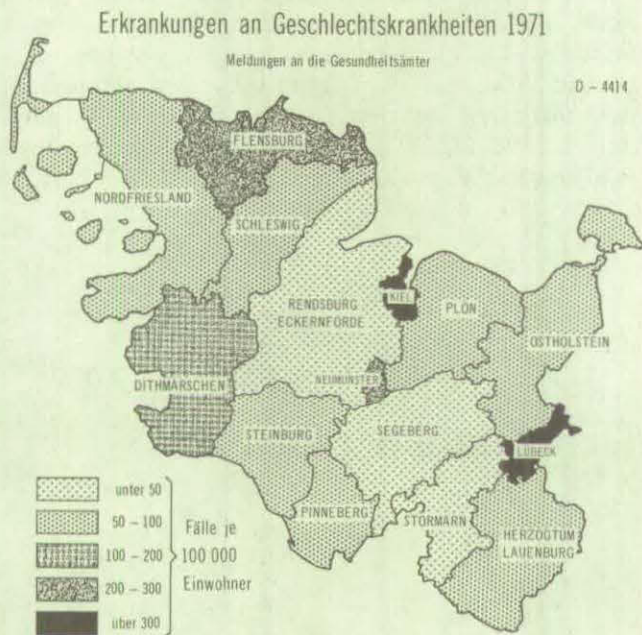 Erkrankungen an Geschlechtskrankheiten 1971
Meldungen an die Gesundheitsämter
D - 4414
FLENSBURG
NORDFRIESLAND
SCHLESWIG
RENDSBURG
ECKERNFÖRDE
KIEL
PLÖN
OSTHOLSTEIN
DITHMARSCHEN
NEUMÜNSTER
STEINBURG
SEGEBERG
LÜBECK
PINNEBERG
STORMARN
HERZOGTUM
LAUENBURG
unter 50
50 - 100
100 - 200
200 - 300
über 300
Fälle je
100 000
Einwohner